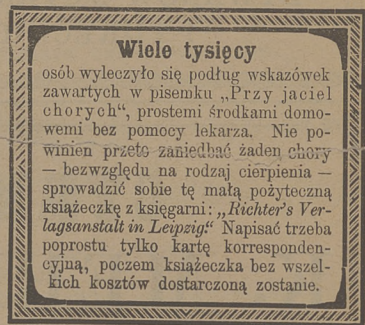 Wiele tysięcy
osób wyleczyło się podług wskazówek
zawartych w pisemku „Przy jaciel
chorych“, prostemi środkami domo-
wemi bez pomocy lekarza. Nie po-
winien przeto zaniedbać żaden chory
— bezwzględu na rodzaj cierpienia —
sprowadzić sobie tę małą pożyteczną
książeczkę z księgarni: „Richter's Ver-
lagsanstalt in Leipzig.“ Napisać trzeba
poprostu tylko kartę korresponden-
cyjną, poczem książeczka bez wszel-
kich kosztów dostarczoną zostanie.